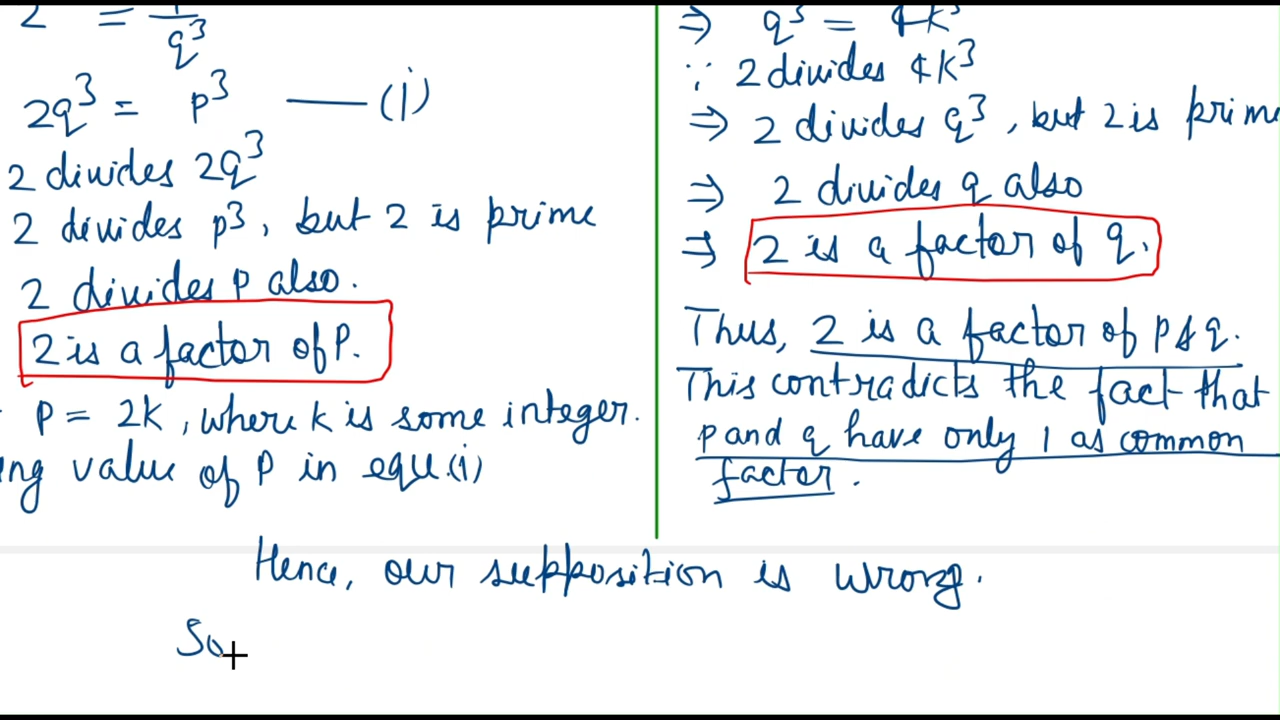 2 = 1/q³
2q³ = p³ —— (i)
2 divides 2q³
2 divides p³, but 2 is prime
2 divides p also.
2 is a factor of P.
P = 2k, where k is some integer.
ng value of P in equ.(i)
⇒ q³ = 4k³
∵ 2 divides 4k³
⇒ 2 divides q³, but 2 is prime
⇒ 2 divides q also
⇒ 2 is a factor of q.
Thus, 2 is a factor of p & q.
This contradicts the fact that
p and q have only 1 as common
factor.
Hence, our supposition is wrong.
So